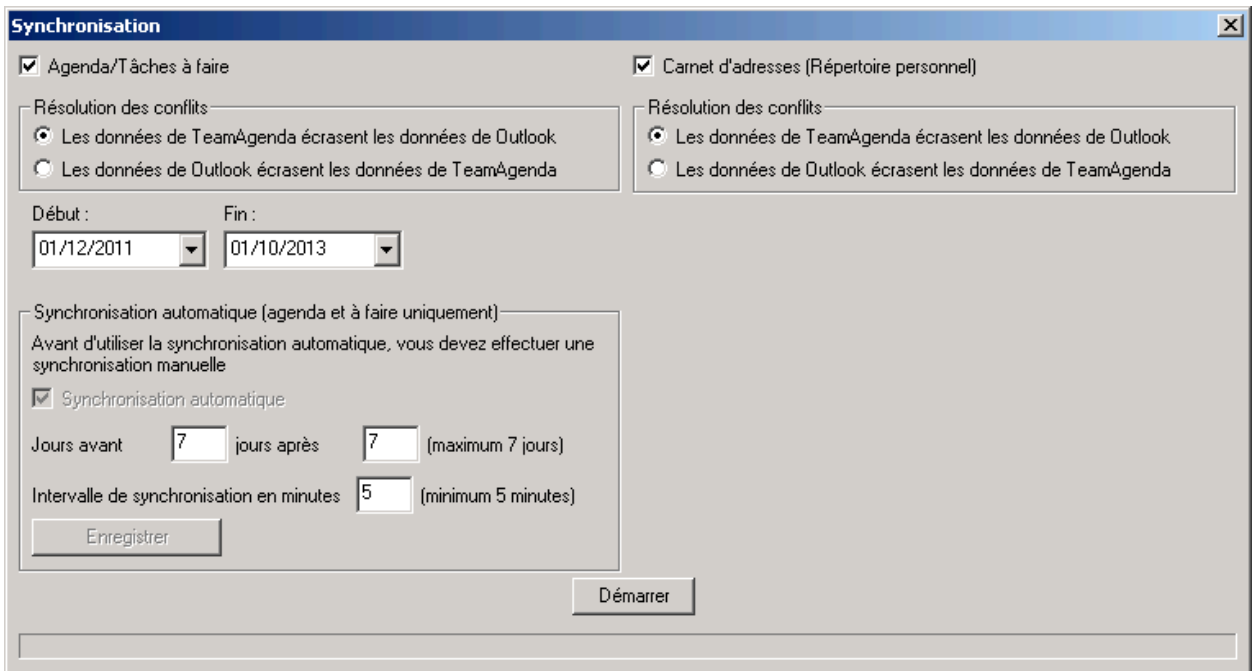 Synchronisation
Agenda/Tâches à faire
Résolution des conflits
Les données de TeamAgenda écrasent les données de Outlook
Les données de Outlook écrasent les données de TeamAgenda
Début :
Fin :
01/12/2011
01/10/2013
Synchronisation automatique (agenda et à faire uniquement)
Avant d'utiliser la synchronisation automatique, vous devez effectuer une
synchronisation manuelle
Synchronisation automatique
Jours avant 7 jours après 7 (maximum 7 jours)
Intervalle de synchronisation en minutes 5 (minimum 5 minutes)
Enregistrer
Carnet d'adresses (Répertoire personnel)
Résolution des conflits
Les données de TeamAgenda écrasent les données de Outlook
Les données de Outlook écrasent les données de TeamAgenda
Démarrer